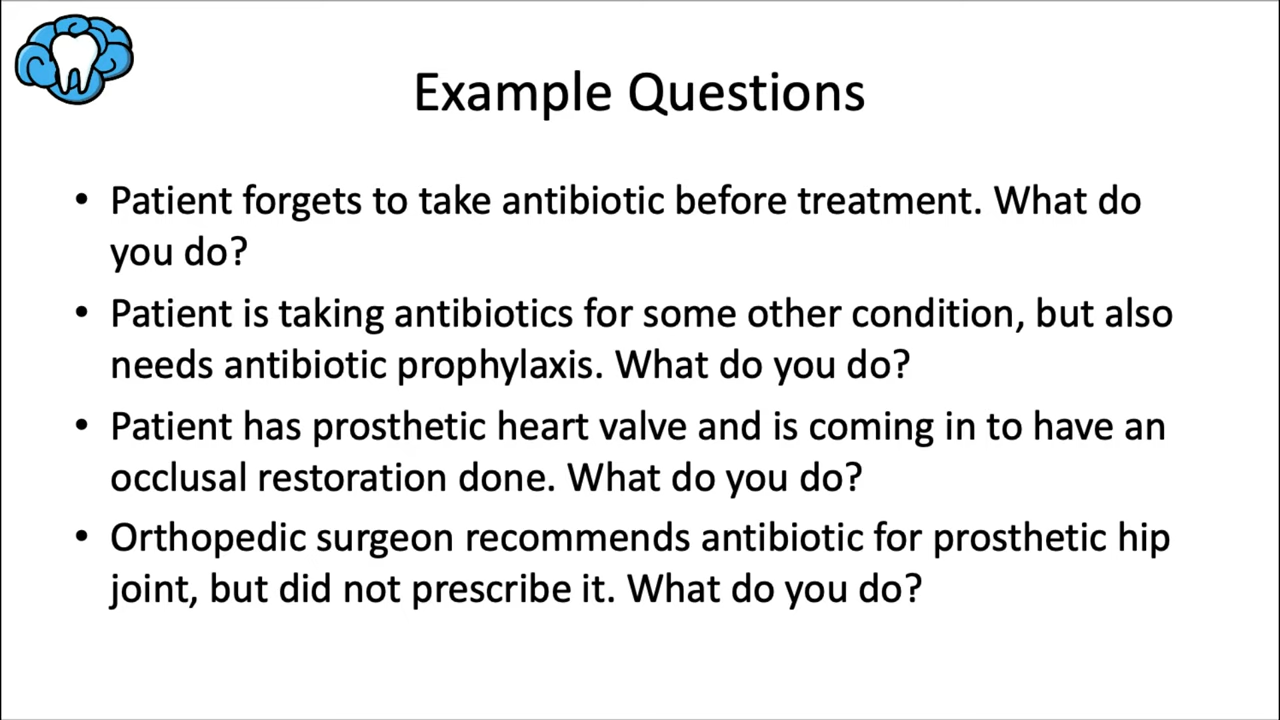 Example Questions
• Patient forgets to take antibiotic before treatment. What do
you do?
• Patient is taking antibiotics for some other condition, but also
needs antibiotic prophylaxis. What do you do?
• Patient has prosthetic heart valve and is coming in to have an
occlusal restoration done. What do you do?
• Orthopedic surgeon recommends antibiotic for prosthetic hip
joint, but did not prescribe it. What do you do?